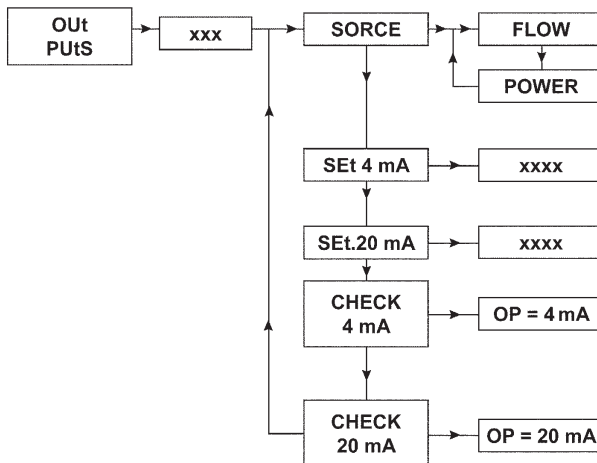 OUt
PUtS
xxx
SORCE
FLOW
POWER
SEt 4 mA
xxxx
SEt.20 mA
xxxx
CHECK
4 mA
OP = 4 mA
CHECK
20 mA
OP = 20 mA